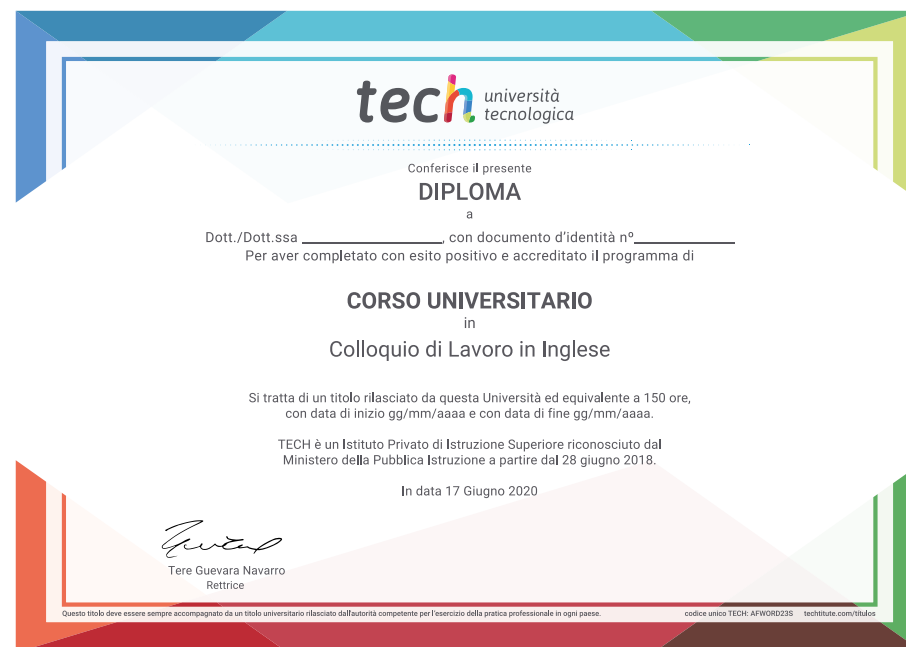 tech università
tecnologica
Conferisce il presente
DIPLOMA
a
Dott./Dott.ssa ____________________, con documento d'identità nº______________
Per aver completato con esito positivo e accreditato il programma di
CORSO UNIVERSITARIO
in
Colloquio di Lavoro in Inglese
Si tratta di un titolo rilasciato da questa Università ed equivalente a 150 ore,
con data di inizio gg/mm/aaaa e con data di fine gg/mm/aaaa.
TECH è un Istituto Privato di Istruzione Superiore riconosciuto dal
Ministero della Pubblica Istruzione a partire dal 28 giugno 2018.
In data 17 Giugno 2020
Tere Guevara Navarro
Rettrice
Questo titolo deve essere sempre accompagnato da un titolo universitario rilasciato dall'autorità competente per l'esercizio della pratica professionale in ogni paese. codice unico TECH: AFWORD23S techtitute.com/titulos